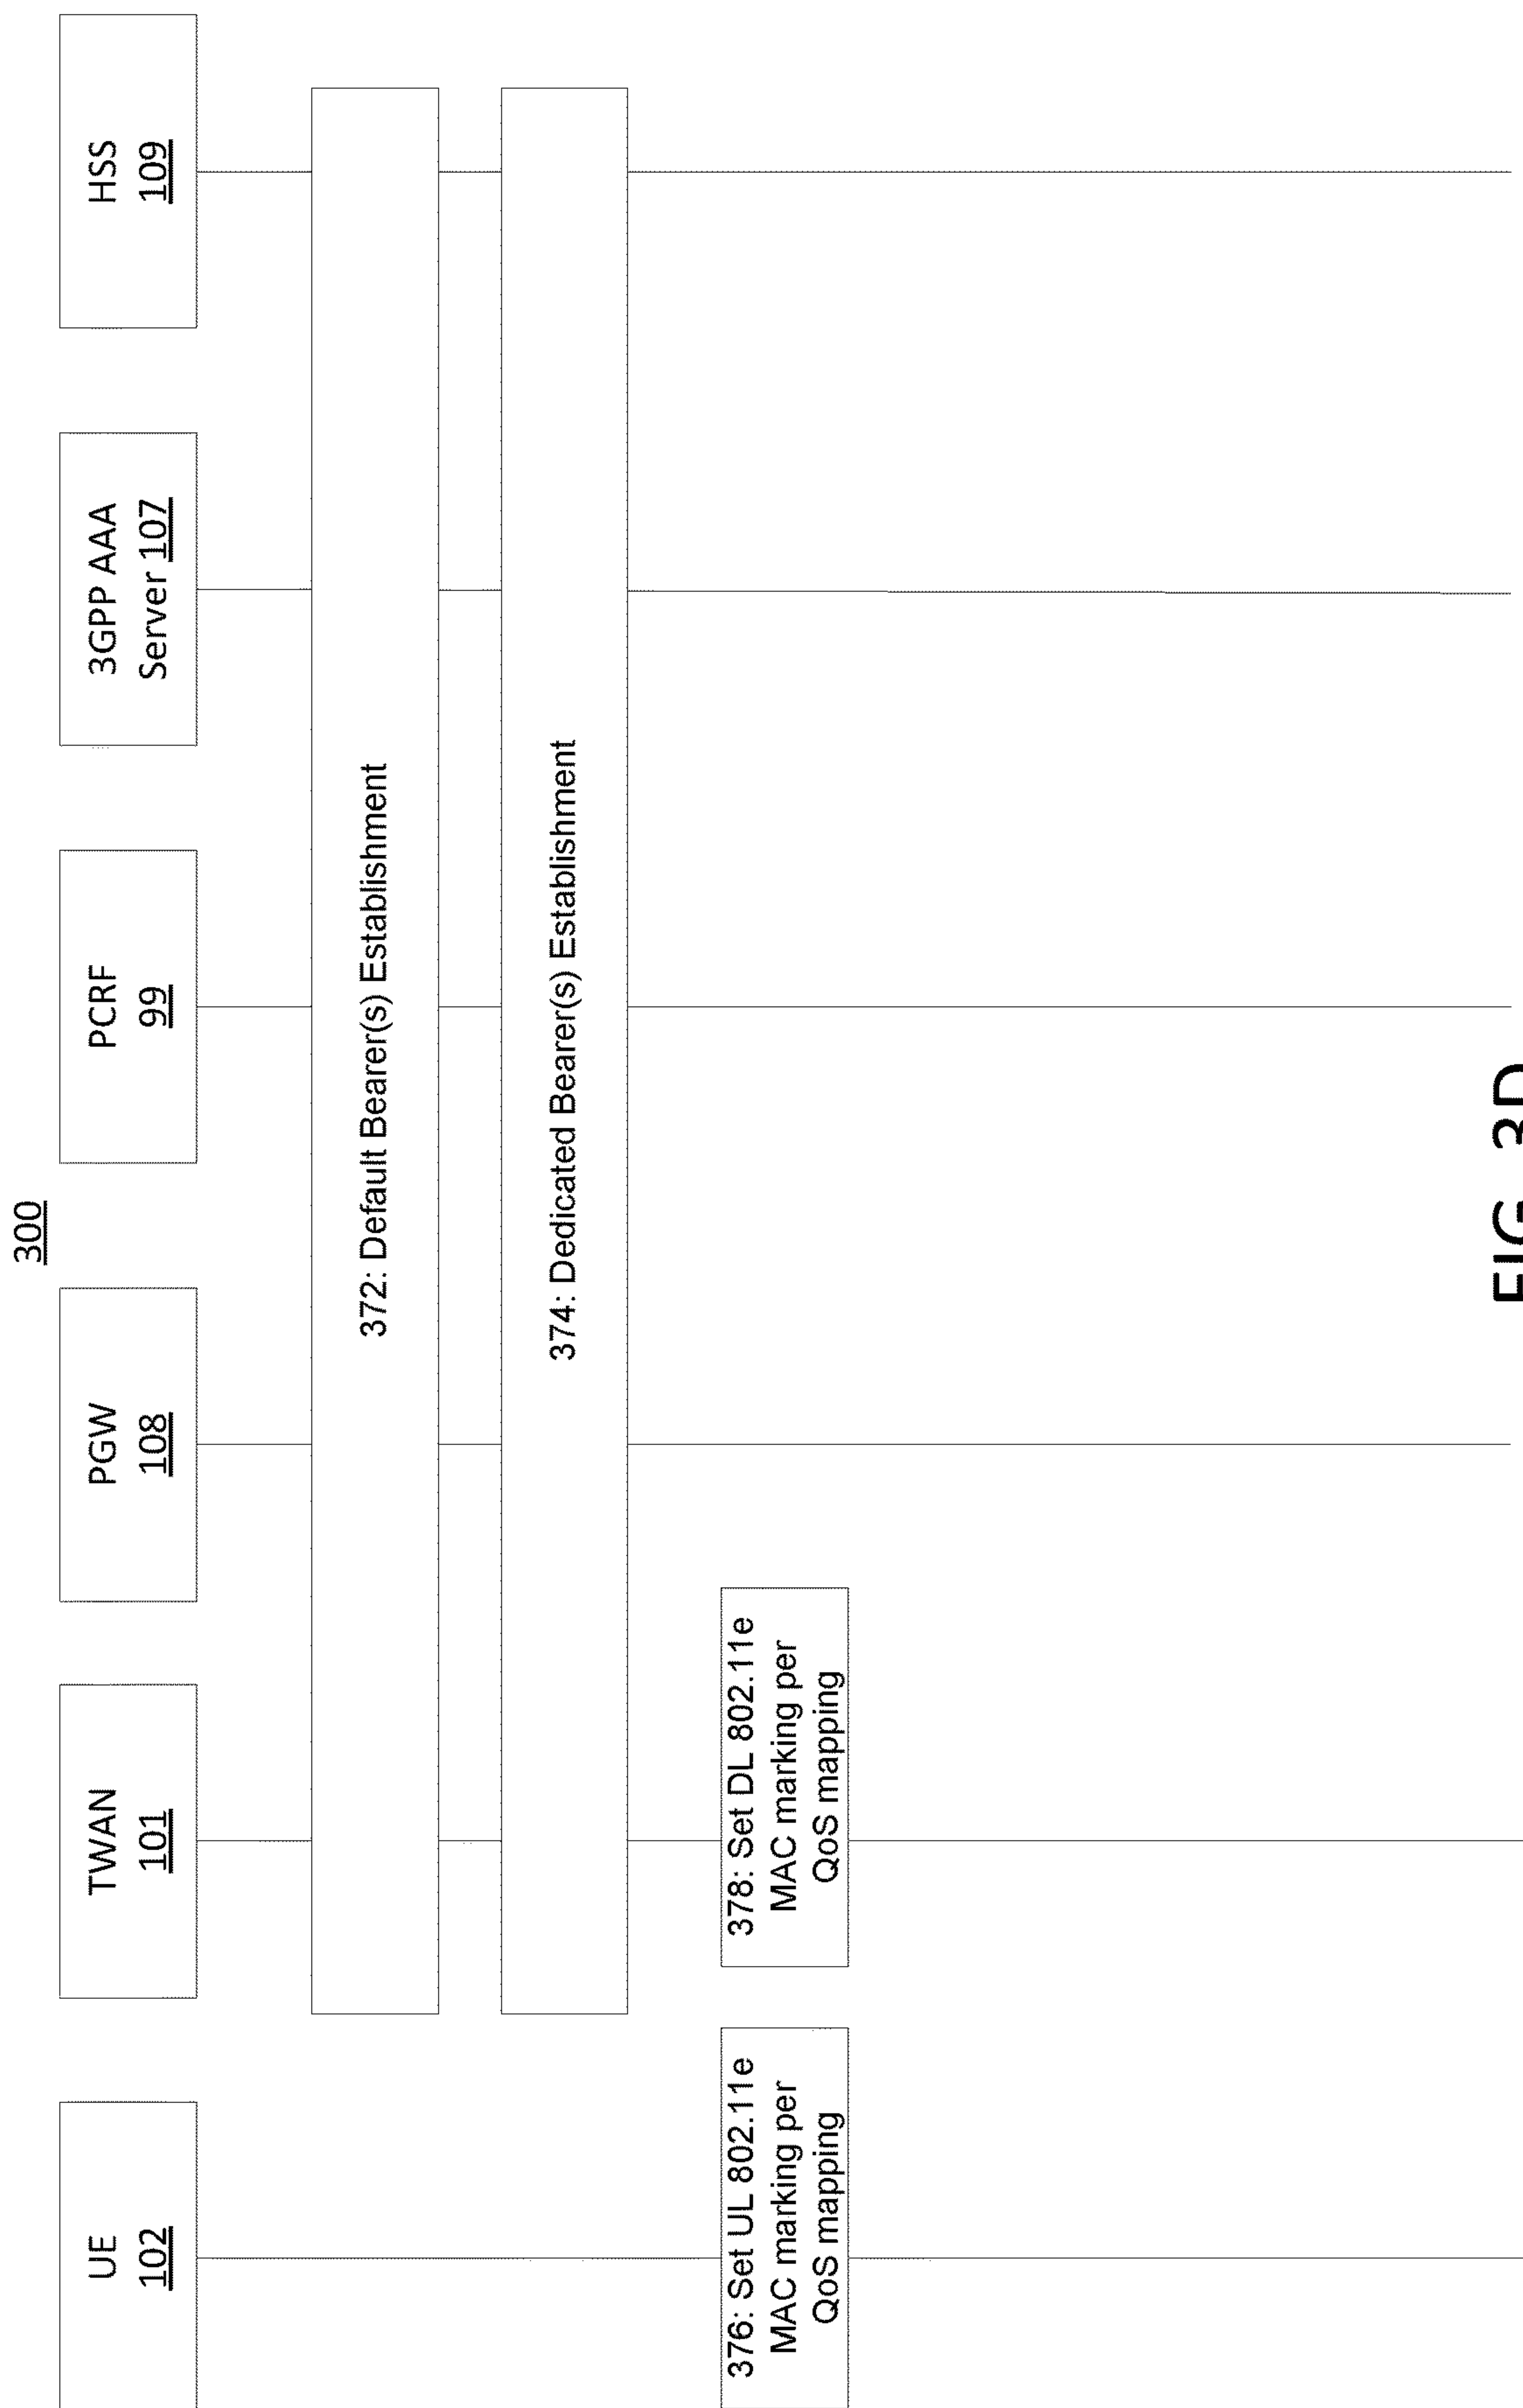 300
UE
102
TWAN
101
PGW
108
PCRF
99
3GPP AAA
Server 107
HSS
109
372: Default Bearer(s) Establishment
374: Dedicated Bearer(s) Establishment
376: Set UL 802.11e
MAC marking per
QoS mapping
378: Set DL 802.11e
MAC marking per
QoS mapping
FIG. 3D